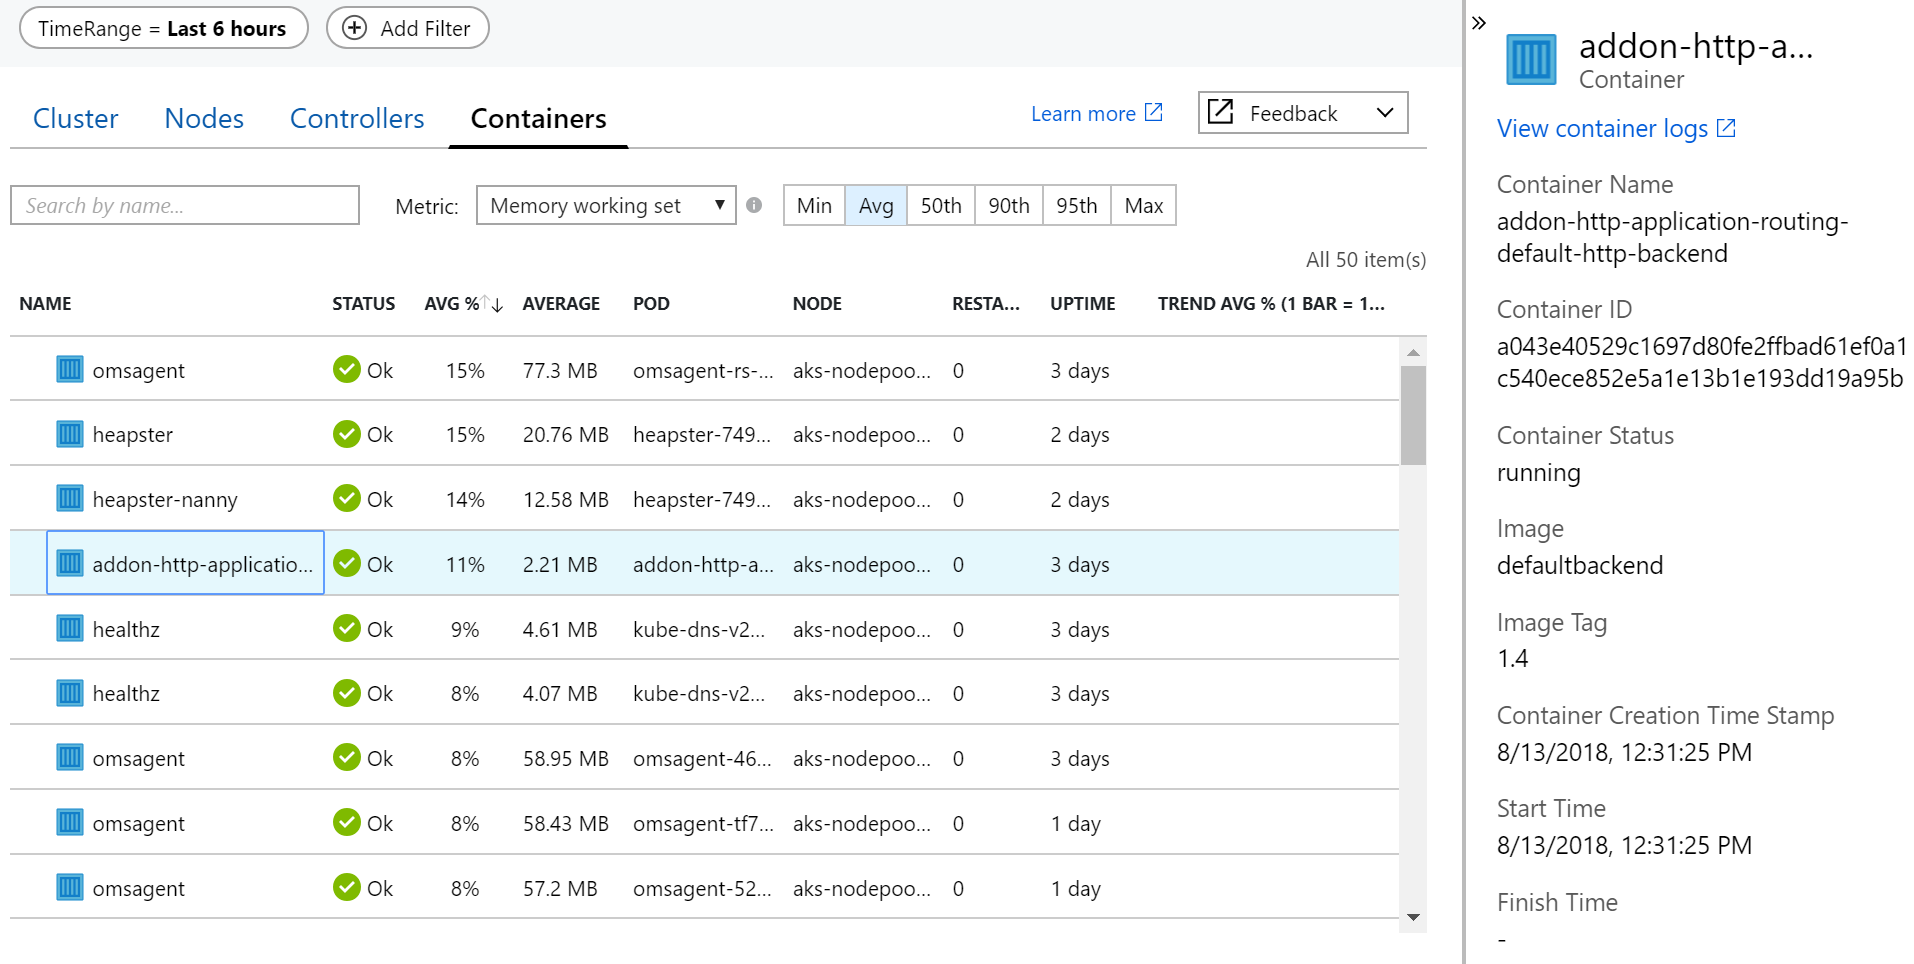 TimeRange = Last 6 hours
Add Filter
Cluster Nodes Controllers Containers
Learn more
Feedback
Search by name...
Metric: Memory working set
Min Avg 50th 90th 95th Max
All 50 item(s)
NAME STATUS AVG % AVERAGE POD NODE RESTA... UPTIME TREND AVG % (1 BAR = 1...
omsagent Ok 15% 77.3 MB omsagent-rs-... aks-nodepoo... 0 3 days
heapster Ok 15% 20.76 MB heapster-749... aks-nodepoo... 0 2 days
heapster-nanny Ok 14% 12.58 MB heapster-749... aks-nodepoo... 0 2 days
addon-http-applicatio... Ok 11% 2.21 MB addon-http-a... aks-nodepoo... 0 3 days
healthz Ok 9% 4.61 MB kube-dns-v2... aks-nodepoo... 0 3 days
healthz Ok 8% 4.07 MB kube-dns-v2... aks-nodepoo... 0 3 days
omsagent Ok 8% 58.95 MB omsagent-46... aks-nodepoo... 0 3 days
omsagent Ok 8% 58.43 MB omsagent-tf7... aks-nodepoo... 0 1 day
omsagent Ok 8% 57.2 MB omsagent-52... aks-nodepoo... 0 1 day
addon-http-a...
Container
View container logs
Container Name
addon-http-application-routing-
default-http-backend
Container ID
a043e40529c1697d80fe2ffbad61ef0a1
c540ece852e5a1e13b1e193dd19a95b
Container Status
running
Image
defaultbackend
Image Tag
1.4
Container Creation Time Stamp
8/13/2018, 12:31:25 PM
Start Time
8/13/2018, 12:31:25 PM
Finish Time
-